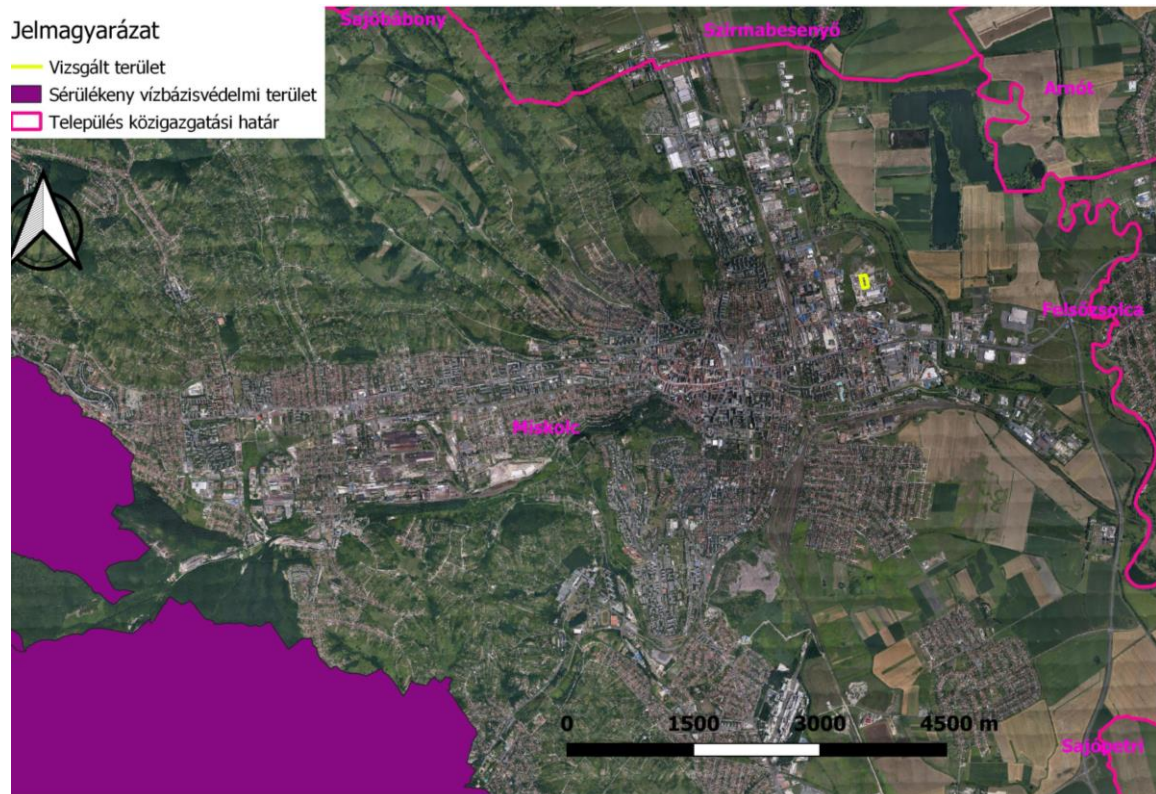 Jelmagyarázat
Vizsgált terület
Sérülékeny vízbázisvédelmi terület
Település közigazgatási határ
Sajóbábony
Szirmabesenyő
Arnót
Felsőzsolca
Miskolc
0 1500 3000 4500 m
Sajópetri